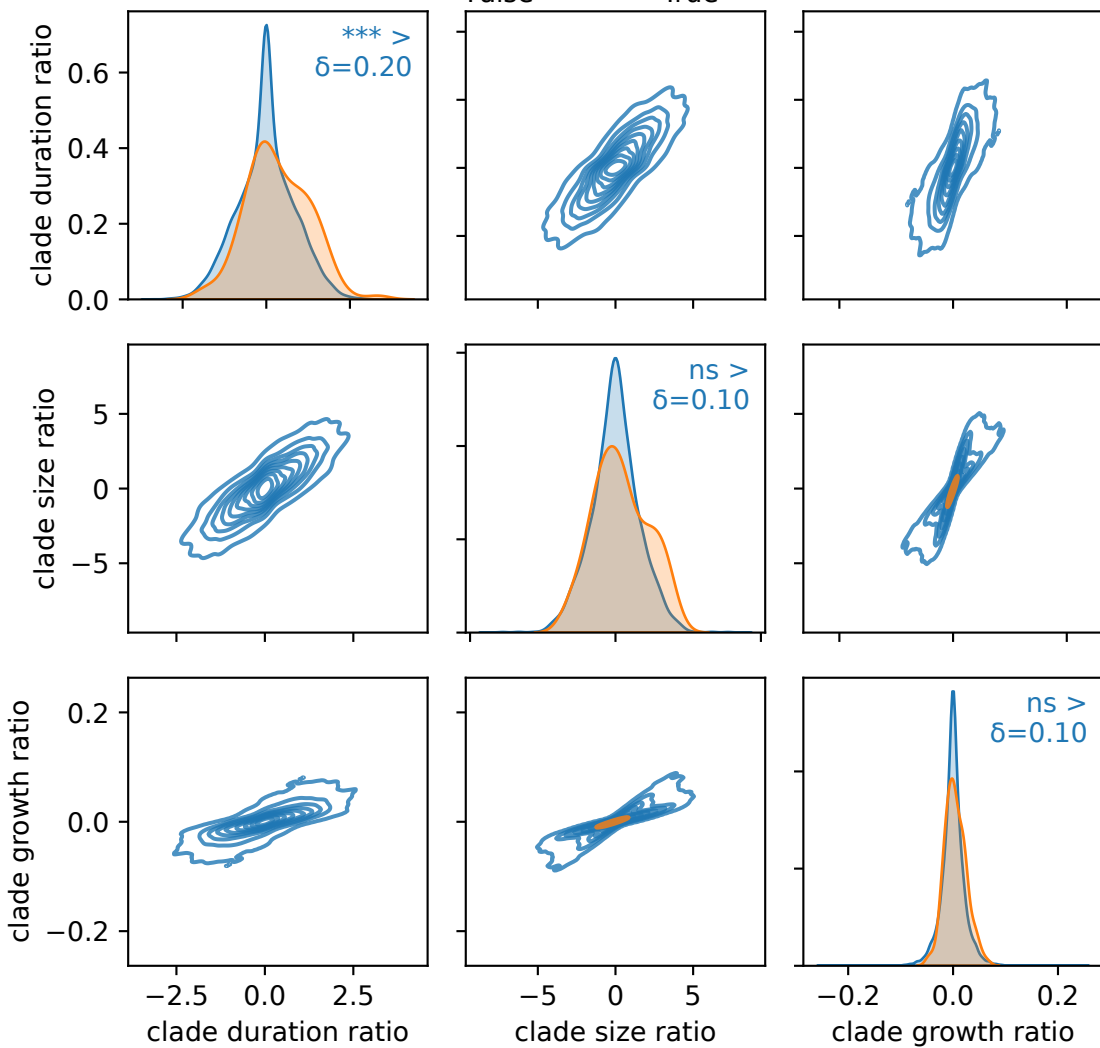 True
clade duration ratio
0.6
0.4
0.2
0.0
*** >
δ=0.20
clade size ratio
5
0
−5
ns >
δ=0.10
clade growth ratio
0.2
0.0
−0.2
ns >
δ=0.10
−2.5 0.0 2.5
−5 0 5
−0.2 0.0 0.2
clade duration ratio
clade size ratio
clade growth ratio